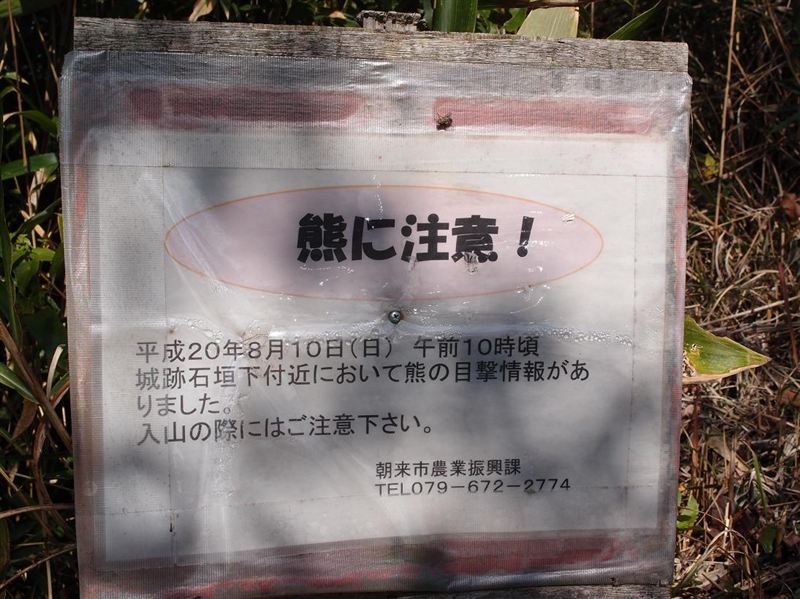 熊に注意！
平成20年8月10日（日）　午前10時頃
城跡石垣下付近において熊の目撃情報があ
りました。
入山の際にはご注意下さい。
朝来市農業振興課
TEL079－672－2774